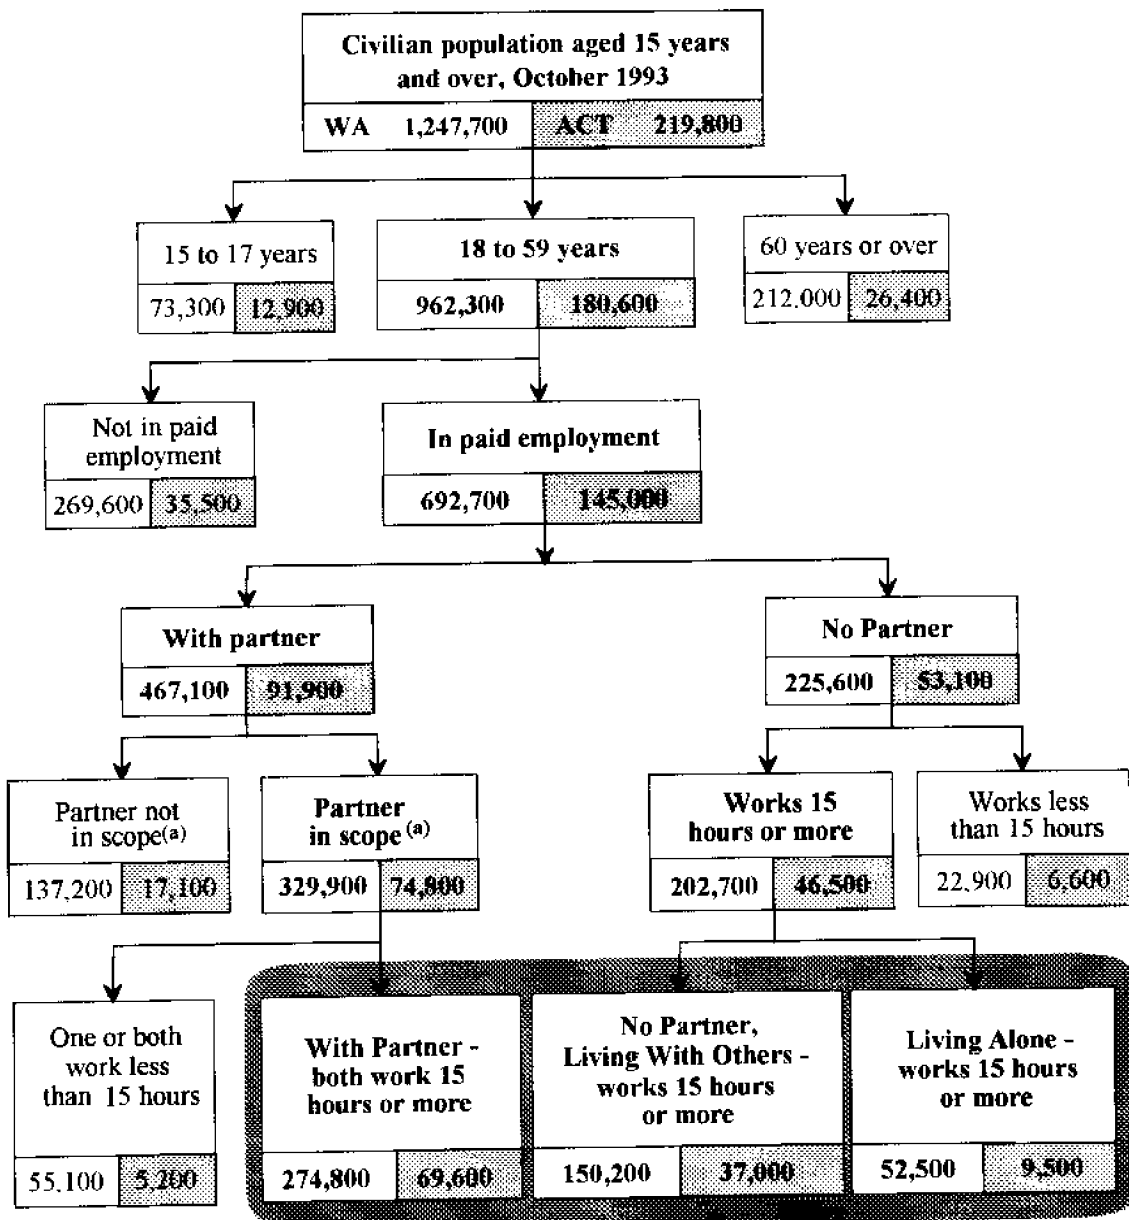 Civilian population aged 15 years
and over, October 1993
WA 1,247,700 ACT 219,800
15 to 17 years
73,300 12,900
18 to 59 years
962,300 180,600
60 years or over
212,000 26,400
Not in paid
employment
269,600 35,500
In paid employment
692,700 145,000
With partner
467,100 91,900
No Partner
225,600 53,100
Partner not
in scope(a)
137,200 17,100
Partner
in scope (a)
329,900 74,800
Works 15
hours or more
202,700 46,500
Works less
than 15 hours
22,900 6,600
One or both
work less
than 15 hours
55,100 5,200
With Partner -
both work 15
hours or more
274,800 69,600
No Partner,
Living With Others -
works 15 hours
or more
150,200 37,000
Living Alone -
works 15 hours
or more
52,500 9,500